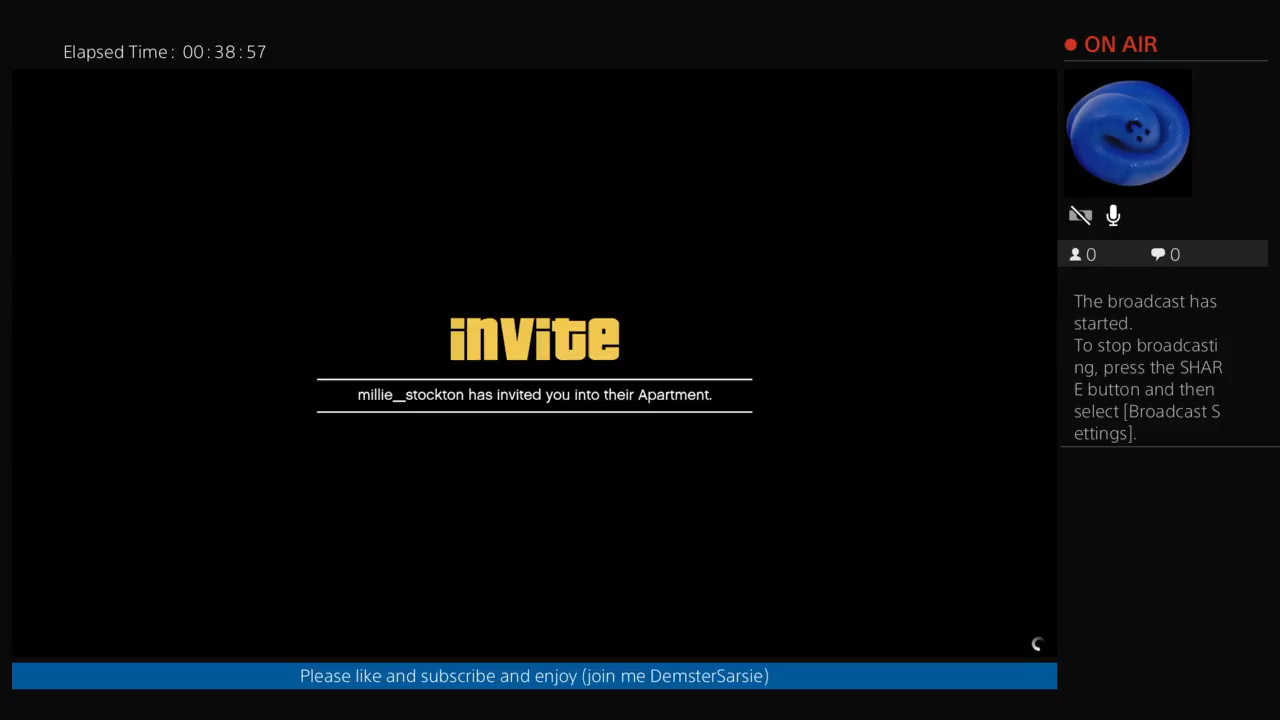 Elapsed Time: 00:38:57
ON AIR
0 0
invite
millie__stockton has invited you into their Apartment.
The broadcast has
started.
To stop broadcasti
ng, press the SHAR
E button and then
select [Broadcast S
ettings].
Please like and subscribe and enjoy (join me DemsterSarsie)